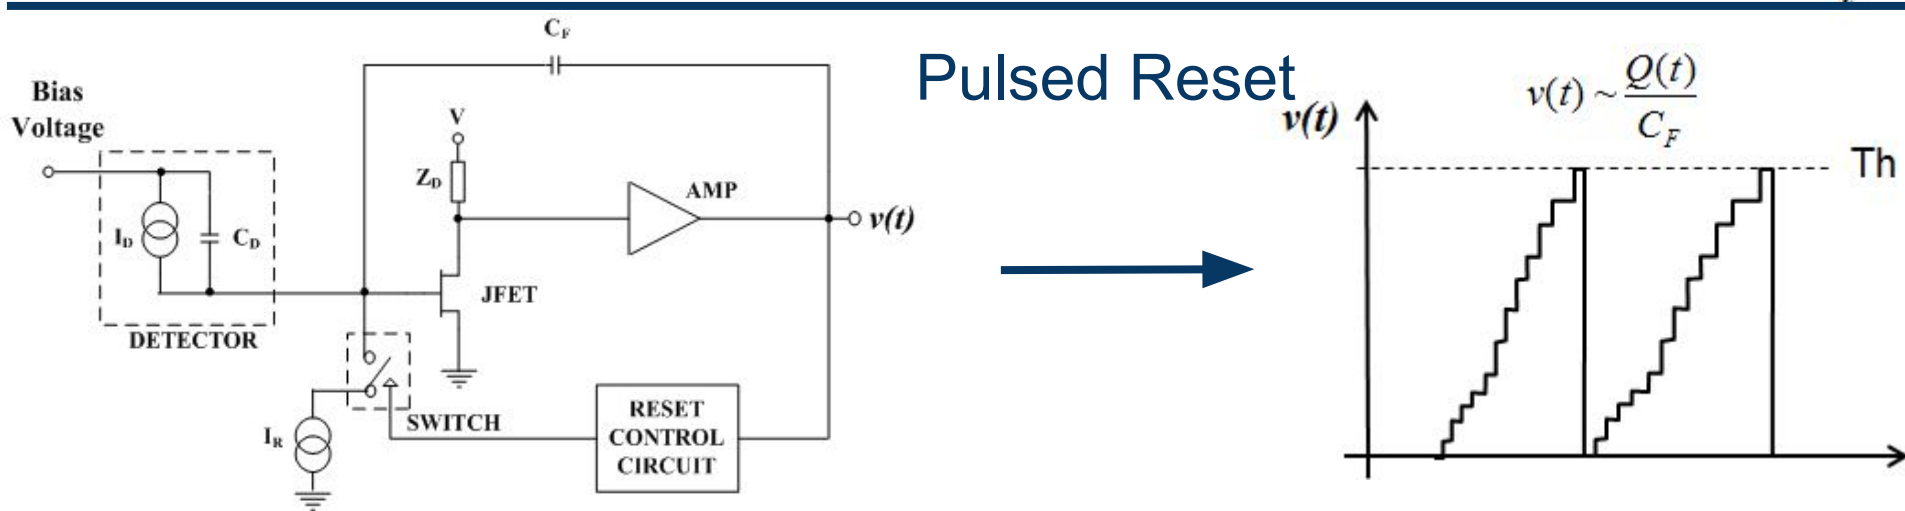 Pulsed Reset
C_F
Bias
Voltage
V
Z_D
AMP
v(t)
I_D
C_D
JFET
DETECTOR
SWITCH
I_R
RESET
CONTROL
CIRCUIT
v(t) ~ Q(t)/C_F
v(t)
Th